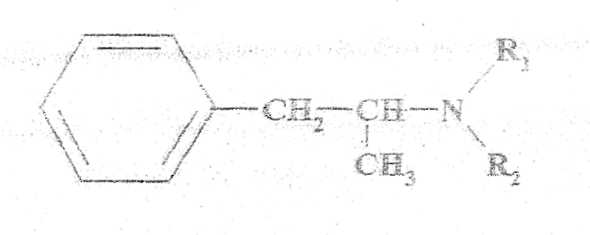 R₁
CH₂—CH—N
CH₃ R₂